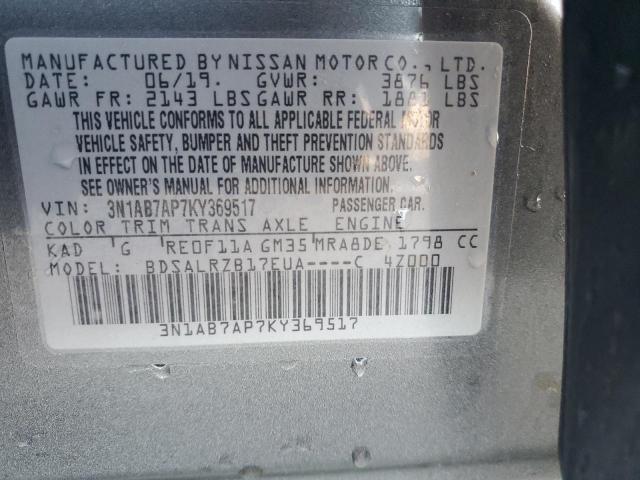 MANUFACTURED BY NISSAN MOTOR CO., LTD.
DATE: 06/19. GVWR: 3876 LBS
GAWR FR: 2143 LBS GAWR RR: 1881 LBS
THIS VEHICLE CONFORMS TO ALL APPLICABLE FEDERAL MOTOR
VEHICLE SAFETY, BUMPER AND THEFT PREVENTION STANDARDS
IN EFFECT ON THE DATE OF MANUFACTURE SHOWN ABOVE.
SEE OWNER'S MANUAL FOR ADDITIONAL INFORMATION.
VIN: 3N1AB7AP7KY369517 PASSENGER CAR.
COLOR TRIM TRANS AXLE ENGINE
KAD G RE0F11A GM35 MRA8DE 1798 CC
MODEL: BDSALRZB17EUA----C 4Z000
3N1AB7AP7KY369517